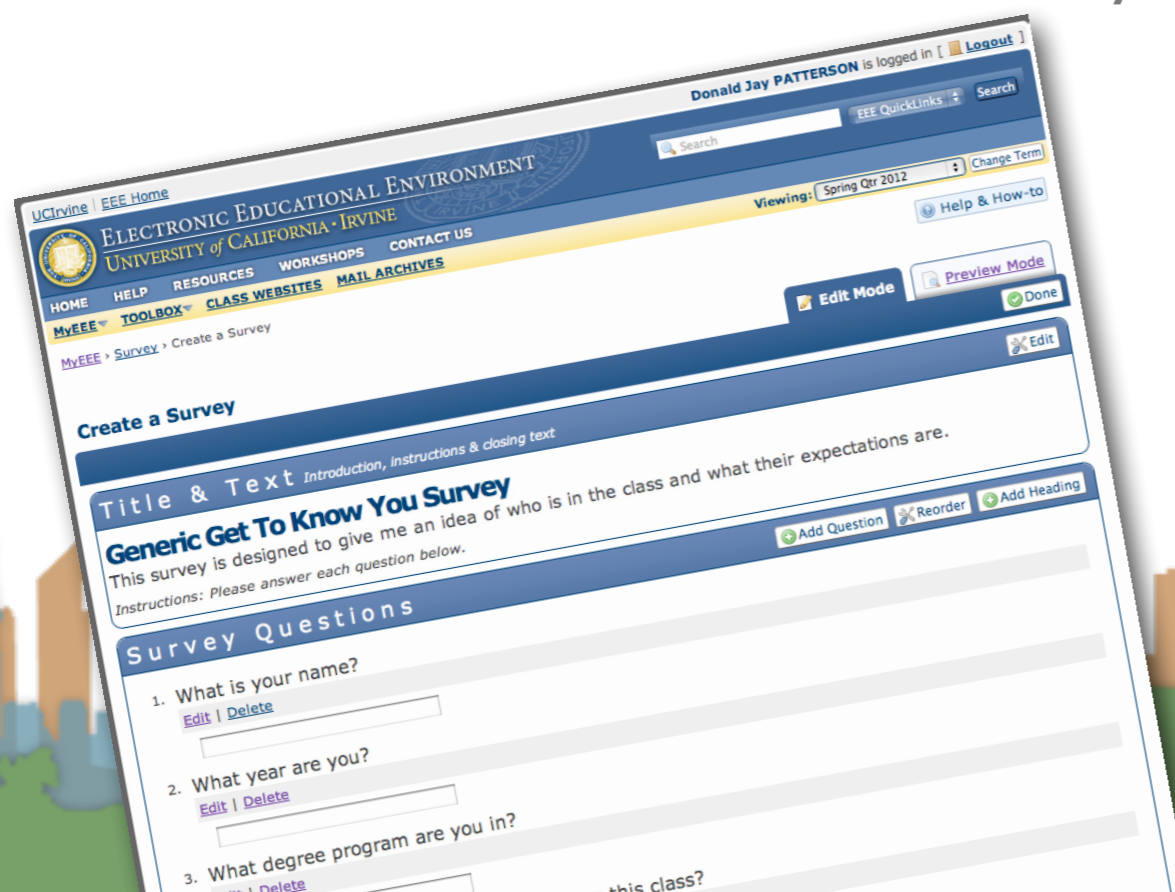 Donald Jay PATTERSON is logged in [ Logout ]
UCIrvine | EEE Home
ELECTRONIC EDUCATIONAL ENVIRONMENT
UNIVERSITY of CALIFORNIA • IRVINE
Search
EEE QuickLinks
Search
HOME HELP RESOURCES WORKSHOPS CONTACT US
Viewing: Spring Qtr 2012 Change Term
MyEEE TOOLBOX CLASS WEBSITES MAIL ARCHIVES
Help & How-to
MyEEE › Survey › Create a Survey
Edit Mode
Preview Mode
Create a Survey
Done
Title & Text Introduction, instructions & closing text
Edit
Generic Get To Know You Survey
This survey is designed to give me an idea of who is in the class and what their expectations are.
Instructions: Please answer each question below.
Survey Questions
Add Question Reorder Add Heading
1. What is your name?
Edit | Delete
2. What year are you?
Edit | Delete
3. What degree program are you in?
| Delete
this class?